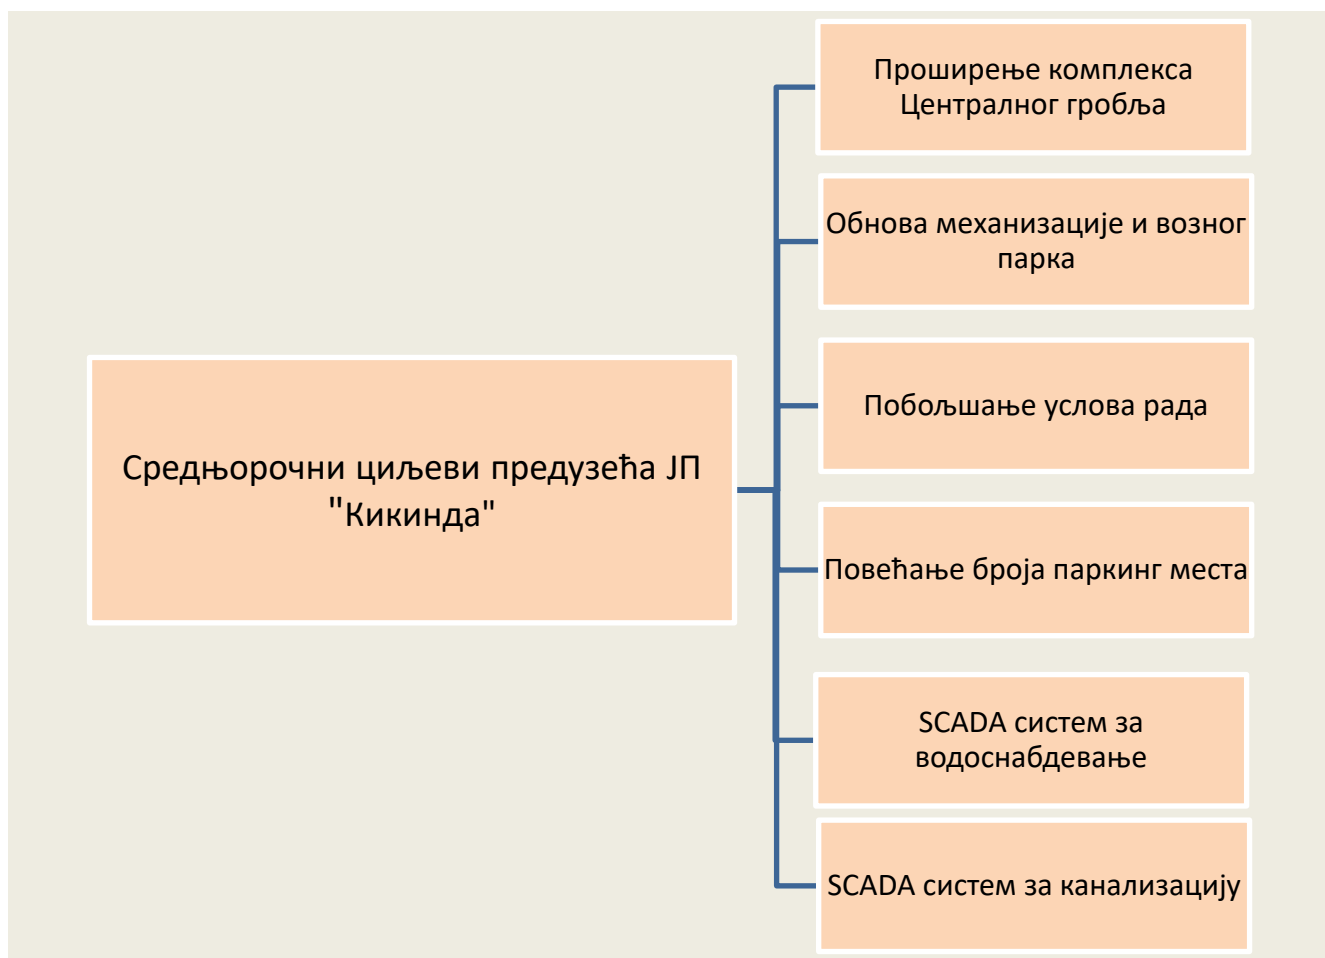 Проширење комплекса
Централног гробља
Обнова механизације и возног
парка
Побољшање услова рада
Средњорочни циљеви предузећа ЈП
"Кикинда"
Повећање броја паркинг места
SCADA систем за
водоснабдевање
SCADA систем за канализацију